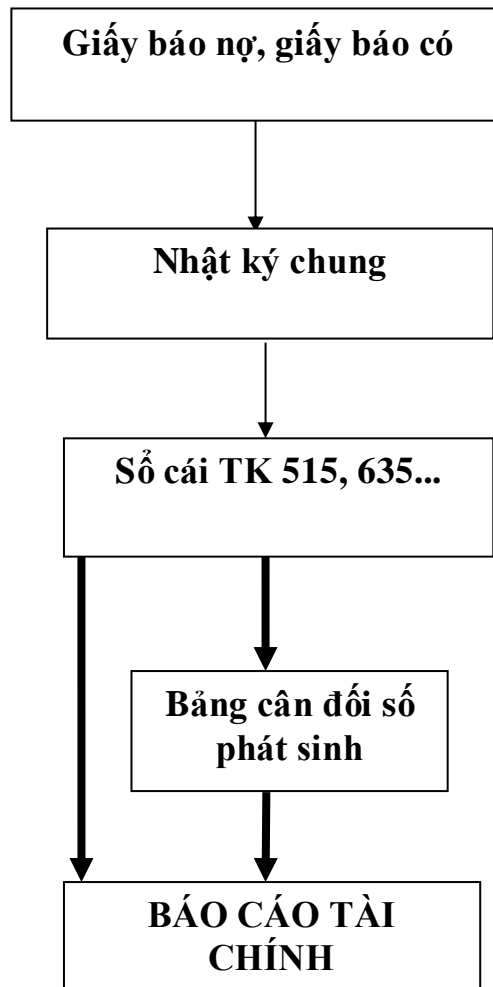 Giấy báo nợ, giấy báo có
Nhật ký chung
Sổ cái TK 515, 635...
Bảng cân đối số
phát sinh
BÁO CÁO TÀI
CHÍNH